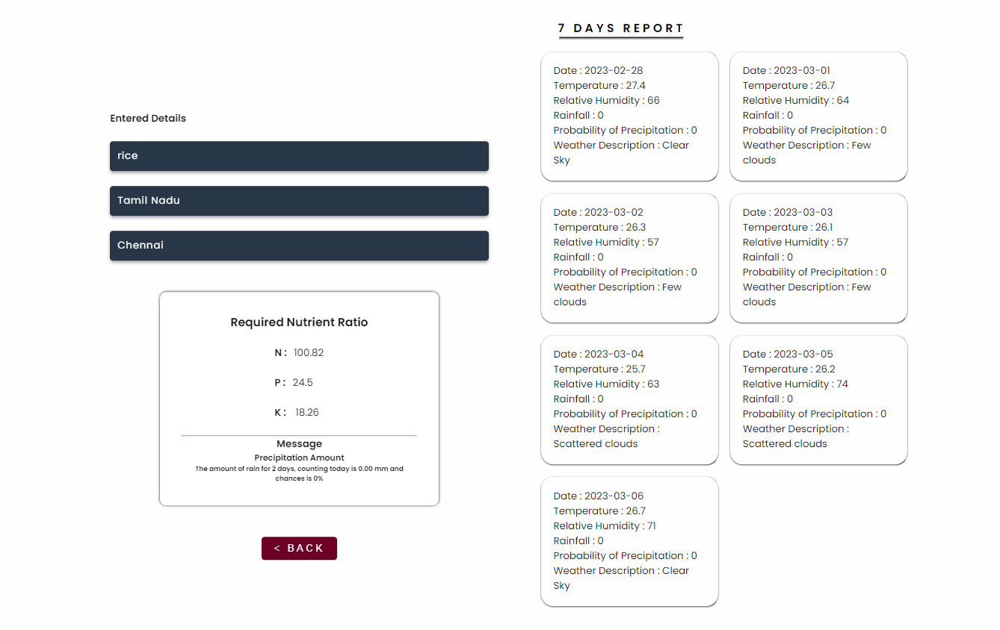 Entered Details
rice
Tamil Nadu
Chennai
Required Nutrient Ratio
N : 100.82
P : 24.5
K : 18.26
Message
Precipitation Amount
The amount of rain for 2 days, counting today is 0.00 mm and
chances is 0%
< BACK
7 DAYS REPORT
Date : 2023-02-28
Temperature : 27.4
Relative Humidity : 66
Rainfall : 0
Probability of Precipitation : 0
Weather Description : Clear
Sky
Date : 2023-03-01
Temperature : 26.7
Relative Humidity : 64
Rainfall : 0
Probability of Precipitation : 0
Weather Description : Few
clouds
Date : 2023-03-02
Temperature : 26.3
Relative Humidity : 57
Rainfall : 0
Probability of Precipitation : 0
Weather Description : Few
clouds
Date : 2023-03-03
Temperature : 26.1
Relative Humidity : 57
Rainfall : 0
Probability of Precipitation : 0
Weather Description : Few
clouds
Date : 2023-03-04
Temperature : 25.7
Relative Humidity : 63
Rainfall : 0
Probability of Precipitation : 0
Weather Description :
Scattered clouds
Date : 2023-03-05
Temperature : 26.2
Relative Humidity : 74
Rainfall : 0
Probability of Precipitation : 0
Weather Description :
Scattered clouds
Date : 2023-03-06
Temperature : 26.7
Relative Humidity : 71
Rainfall : 0
Probability of Precipitation : 0
Weather Description : Clear
Sky